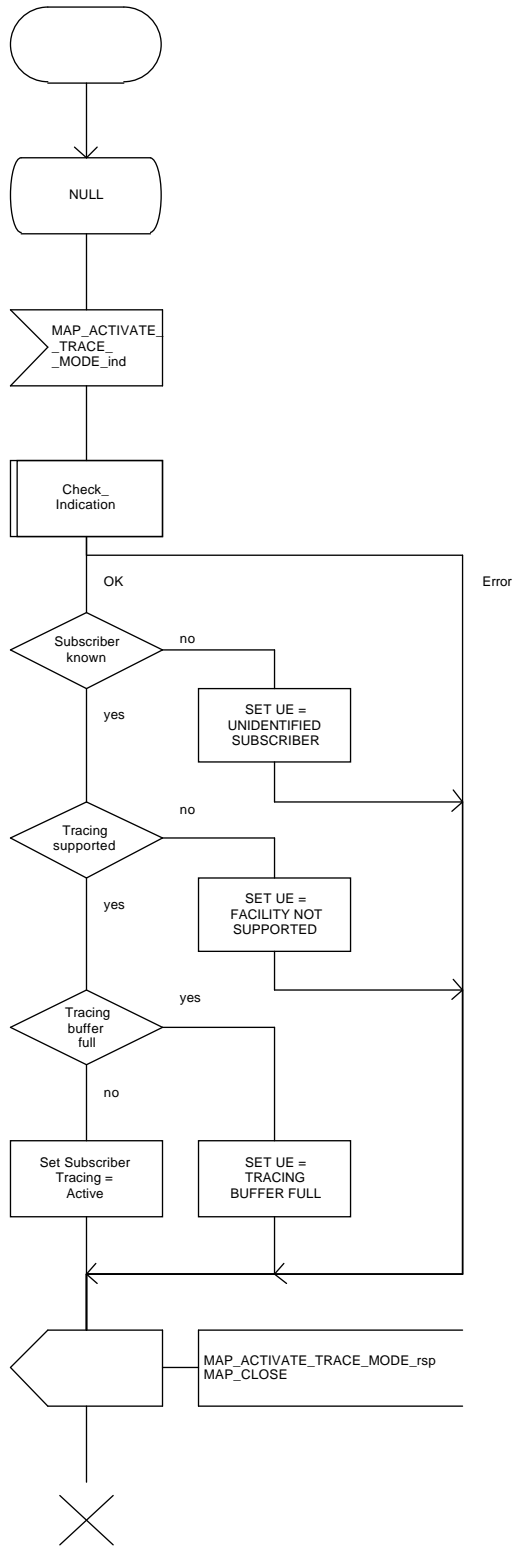 NULL
MAP_ACTIVATE_
_TRACE_
_MODE_ind
Check_
Indication
OK
Error
Subscriber
known
no
yes
SET UE =
UNIDENTIFIED
SUBSCRIBER
Tracing
supported
no
yes
SET UE =
FACILITY NOT
SUPPORTED
Tracing
buffer
full
yes
no
Set Subscriber
Tracing =
Active
SET UE =
TRACING
BUFFER FULL
MAP_ACTIVATE_TRACE_MODE_rsp
MAP_CLOSE